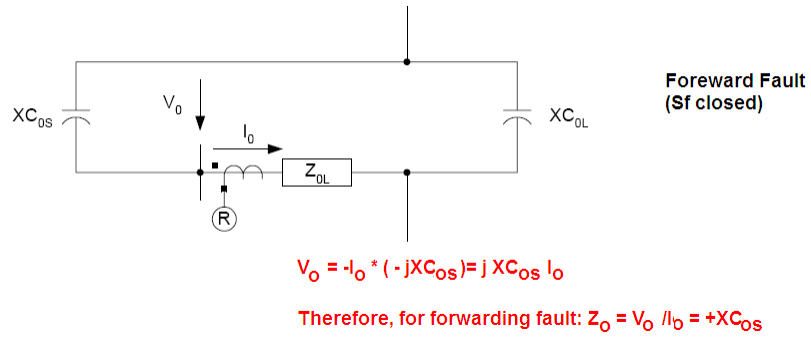 Foreward Fault
(Sf closed)
XC0S
V0
I0
XC0L
Z0L
R
VO = -IO * ( - jXCOS )= j XCOS IO
Therefore, for forwarding fault: ZO = VO /IO = +XCOS